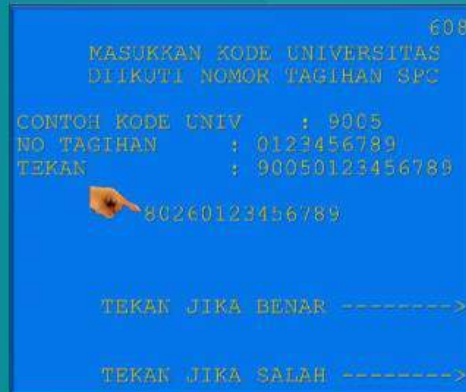 608
MASUKKAN KODE UNIVERSITAS
DIIKUTI NOMOR TAGIHAN SPC
CONTOH KODE UNIV : 9005
NO TAGIHAN : 0123456789
TEKAN : 90050123456789
80260123456789
TEKAN JIKA BENAR -------->
TEKAN JIKA SALAH -------->